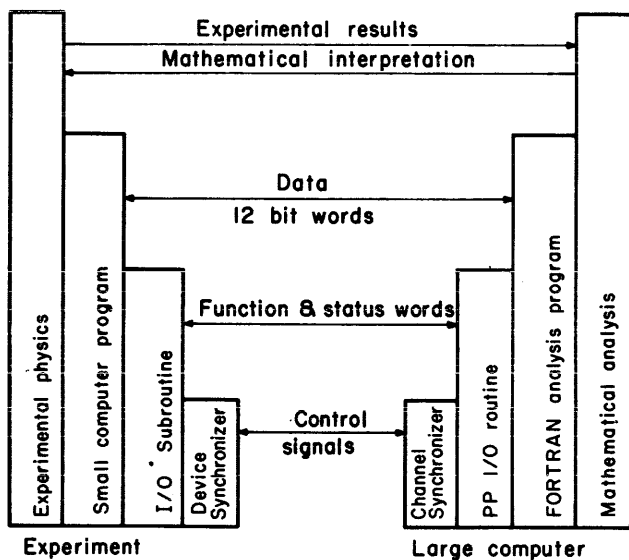 Experimental results
Mathematical interpretation
Data
12 bit words
Function & status words
Control
signals
Experimental physics
Small computer program
I/O Subroutine
Device
Synchronizer
Channel
Synchronizer
PP I/O routine
FORTRAN analysis program
Mathematical analysis
Experiment
Large computer